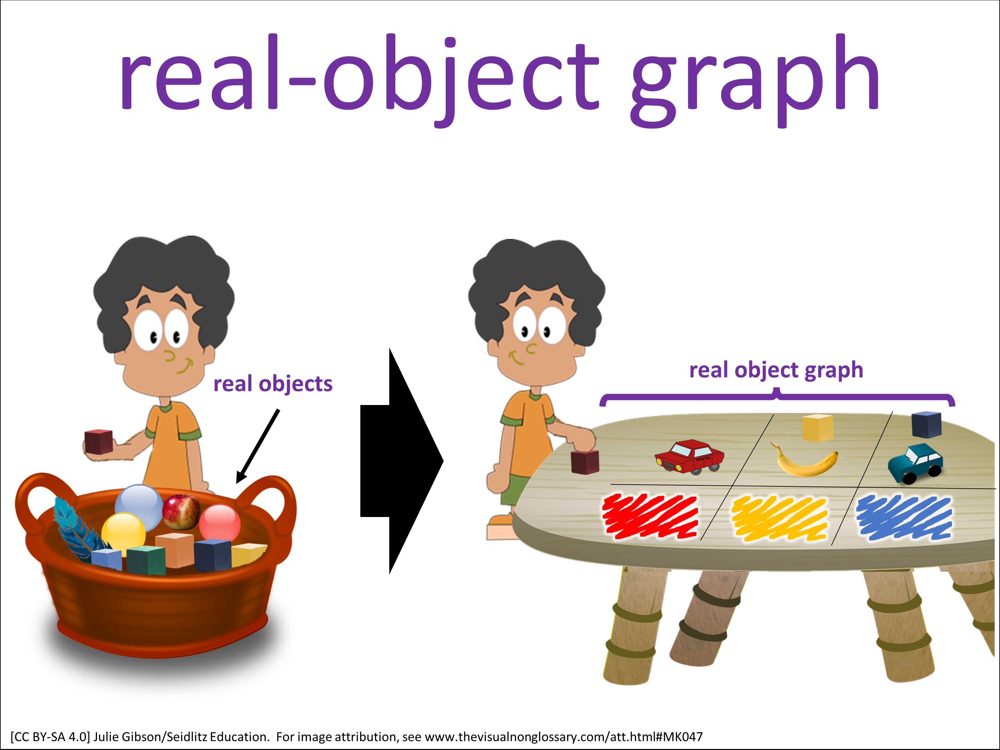 real-object graph
real objects
real object graph
[CC BY-SA 4.0] Julie Gibson/Seidlitz Education.  For image attribution, see www.thevisualnonglossary.com/att.html#MK047